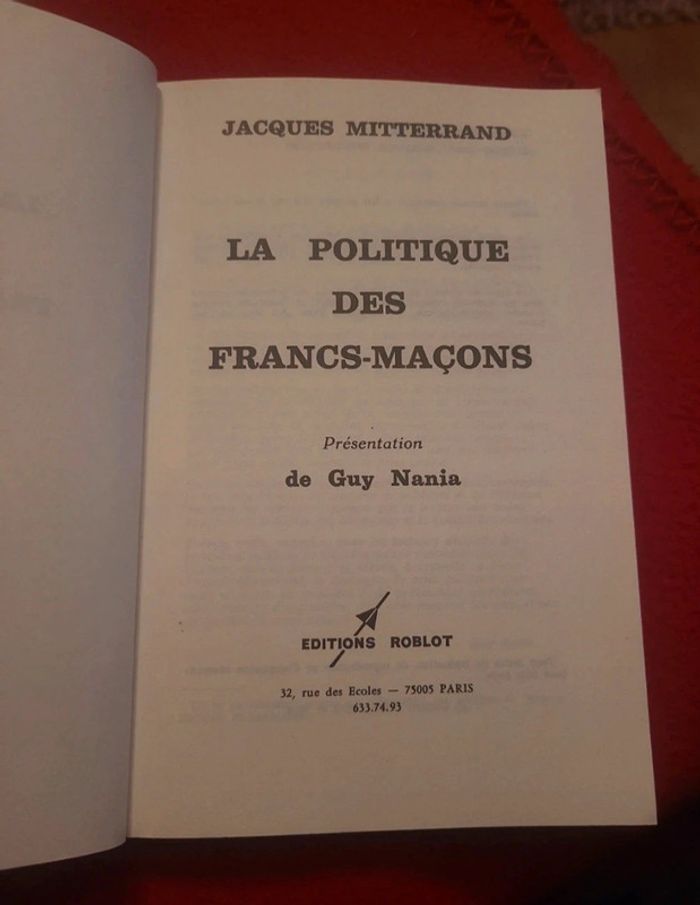 JACQUES MITTERRAND
LA POLITIQUE
DES
FRANCS-MAÇONS
Présentation
de Guy Nania
EDITIONS ROBLOT
32, rue des Ecoles — 75005 PARIS
633.74.93